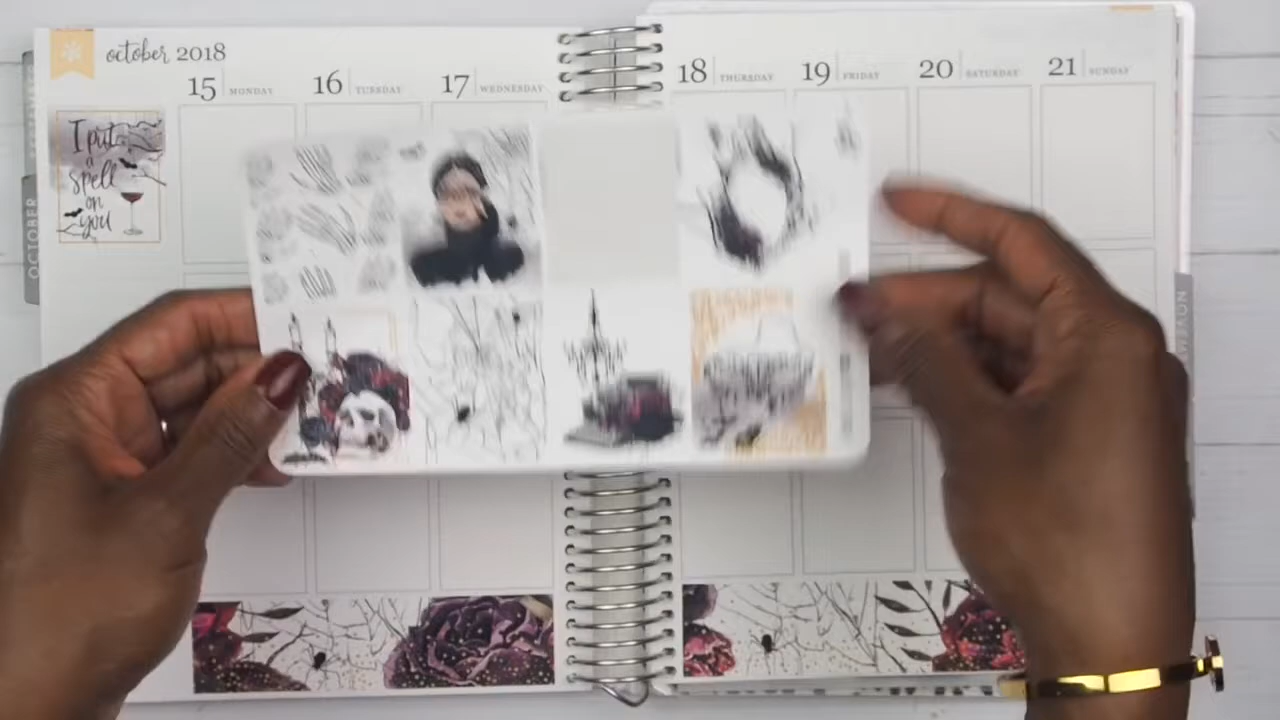 october 2018
15 MONDAY
16 TUESDAY
17 WEDNESDAY
18 THURSDAY
19 FRIDAY
20 SATURDAY
21 SUNDAY
I put
a
spell
on
you
OCTOBER